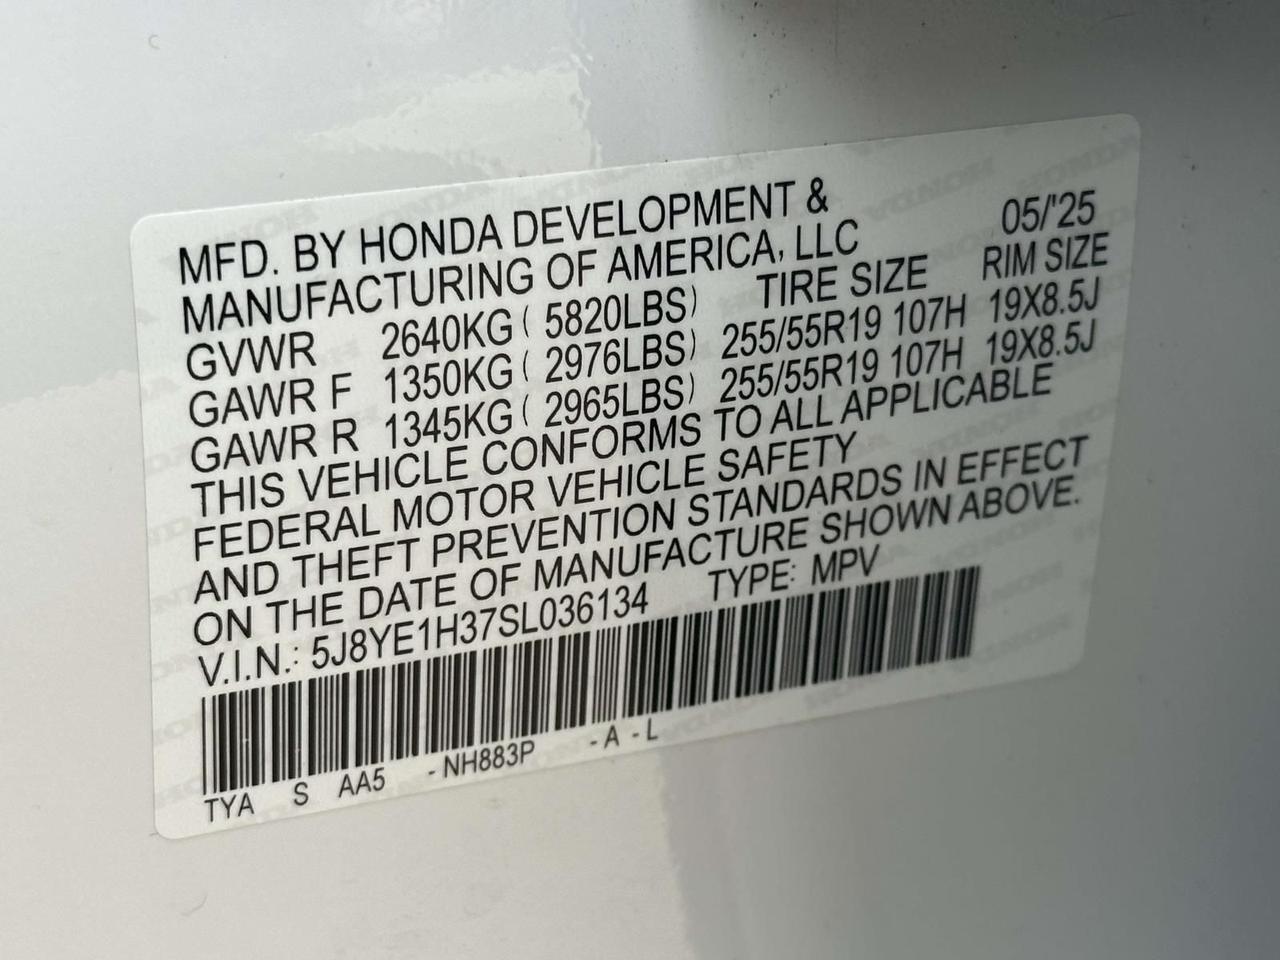 MFD. BY HONDA DEVELOPMENT &
MANUFACTURING OF AMERICA, LLC 05/'25
GVWR 2640KG ( 5820LBS) TIRE SIZE RIM SIZE
GAWR F 1350KG ( 2976LBS) 255/55R19 107H 19X8.5J
GAWR R 1345KG ( 2965LBS) 255/55R19 107H 19X8.5J
THIS VEHICLE CONFORMS TO ALL APPLICABLE
FEDERAL MOTOR VEHICLE SAFETY
AND THEFT PREVENTION STANDARDS IN EFFECT
ON THE DATE OF MANUFACTURE SHOWN ABOVE.
V.I.N.: 5J8YE1H37SL036134 TYPE: MPV
TYA S AA5 -NH883P -A -L